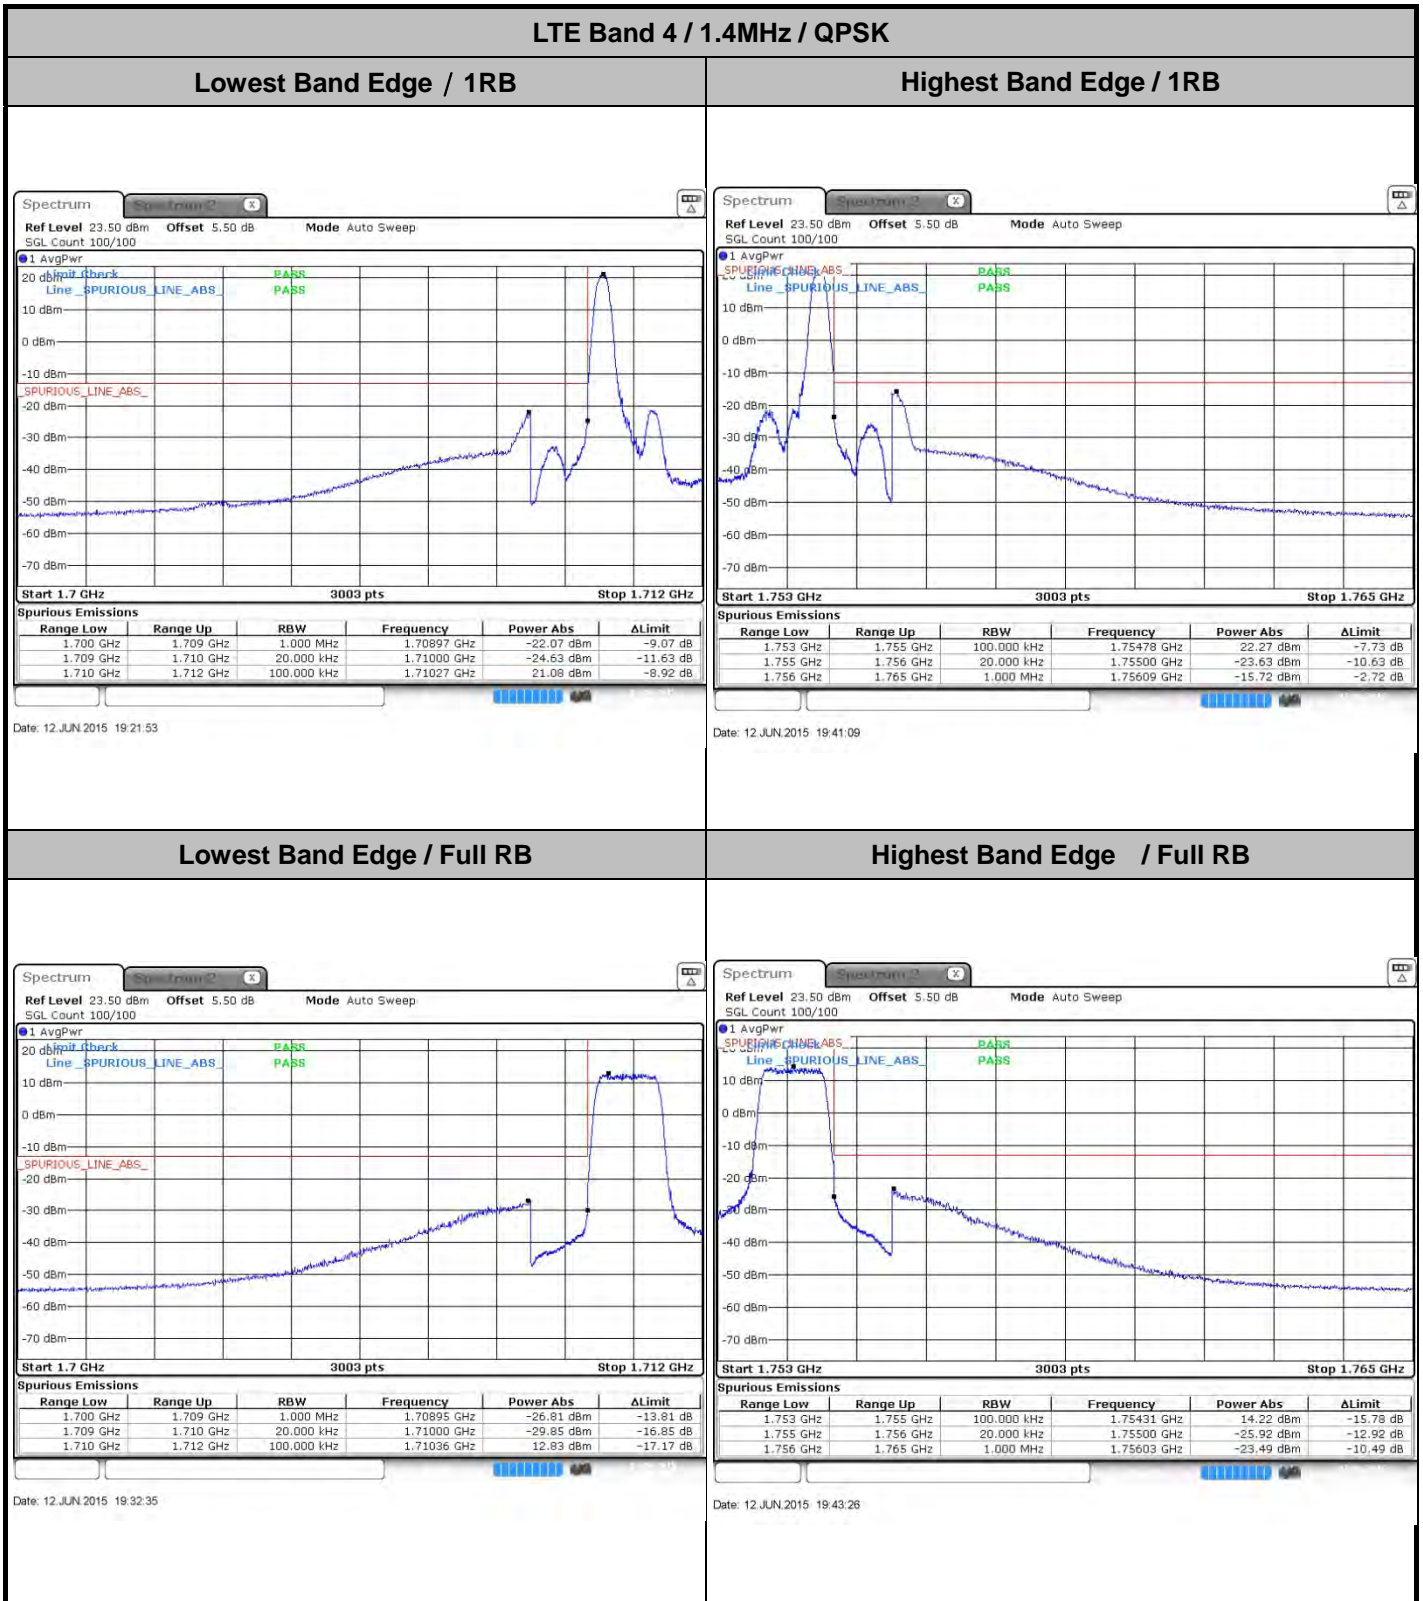 LTE Band 4 / 1.4MHz / QPSK
Lowest Band Edge / 1RB
Highest Band Edge / 1RB
Spectrum
Spectrum 2
X
Ref Level 23.50 dBm Offset 5.50 dB Mode Auto Sweep
SGL Count 100/100
1 AvgPwr
Limit Check PASS
Line _SPURIOUS_LINE_ABS_ PASS
20 dBm
10 dBm
0 dBm
-10 dBm
_SPURIOUS_LINE_ABS_
-20 dBm
-30 dBm
-40 dBm
-50 dBm
-60 dBm
-70 dBm
Start 1.7 GHz 3003 pts Stop 1.712 GHz
Spurious Emissions
Range Low Range Up RBW Frequency Power Abs ΔLimit
1.700 GHz 1.709 GHz 1.000 MHz 1.70897 GHz -22.07 dBm -9.07 dB
1.709 GHz 1.710 GHz 20.000 kHz 1.71000 GHz -24.63 dBm -11.63 dB
1.710 GHz 1.712 GHz 100.000 kHz 1.71027 GHz 21.08 dBm -8.92 dB
Date: 12.JUN.2015 19:21:53
Spectrum
Spectrum 2
X
Ref Level 23.50 dBm Offset 5.50 dB Mode Auto Sweep
SGL Count 100/100
1 AvgPwr
_SPURIOUS_LINE_ABS_
Limit Check PASS
Line _SPURIOUS_LINE_ABS_ PASS
10 dBm
0 dBm
-10 dBm
-20 dBm
-30 dBm
-40 dBm
-50 dBm
-60 dBm
-70 dBm
Start 1.753 GHz 3003 pts Stop 1.765 GHz
Spurious Emissions
Range Low Range Up RBW Frequency Power Abs ΔLimit
1.753 GHz 1.755 GHz 100.000 kHz 1.75478 GHz 22.27 dBm -7.73 dB
1.755 GHz 1.756 GHz 20.000 kHz 1.75500 GHz -23.63 dBm -10.63 dB
1.756 GHz 1.765 GHz 1.000 MHz 1.75609 GHz -15.72 dBm -2.72 dB
Date: 12.JUN.2015 19:41:09
Lowest Band Edge / Full RB
Highest Band Edge / Full RB
Spectrum
Spectrum 2
X
Ref Level 23.50 dBm Offset 5.50 dB Mode Auto Sweep
SGL Count 100/100
1 AvgPwr
Limit Check PASS
Line _SPURIOUS_LINE_ABS_ PASS
20 dBm
10 dBm
0 dBm
-10 dBm
_SPURIOUS_LINE_ABS_
-20 dBm
-30 dBm
-40 dBm
-50 dBm
-60 dBm
-70 dBm
Start 1.7 GHz 3003 pts Stop 1.712 GHz
Spurious Emissions
Range Low Range Up RBW Frequency Power Abs ΔLimit
1.700 GHz 1.709 GHz 1.000 MHz 1.70895 GHz -26.81 dBm -13.81 dB
1.709 GHz 1.710 GHz 20.000 kHz 1.71000 GHz -29.85 dBm -16.85 dB
1.710 GHz 1.712 GHz 100.000 kHz 1.71036 GHz 12.83 dBm -17.17 dB
Date: 12.JUN.2015 19:32:35
Spectrum
Spectrum 2
X
Ref Level 23.50 dBm Offset 5.50 dB Mode Auto Sweep
SGL Count 100/100
1 AvgPwr
_SPURIOUS_LINE_ABS_
Limit Check PASS
Line _SPURIOUS_LINE_ABS_ PASS
10 dBm
0 dBm
-10 dBm
-20 dBm
-30 dBm
-40 dBm
-50 dBm
-60 dBm
-70 dBm
Start 1.753 GHz 3003 pts Stop 1.765 GHz
Spurious Emissions
Range Low Range Up RBW Frequency Power Abs ΔLimit
1.753 GHz 1.755 GHz 100.000 kHz 1.75431 GHz 14.22 dBm -15.78 dB
1.755 GHz 1.756 GHz 20.000 kHz 1.75500 GHz -25.92 dBm -12.92 dB
1.756 GHz 1.765 GHz 1.000 MHz 1.75603 GHz -23.49 dBm -10.49 dB
Date: 12.JUN.2015 19:43:26